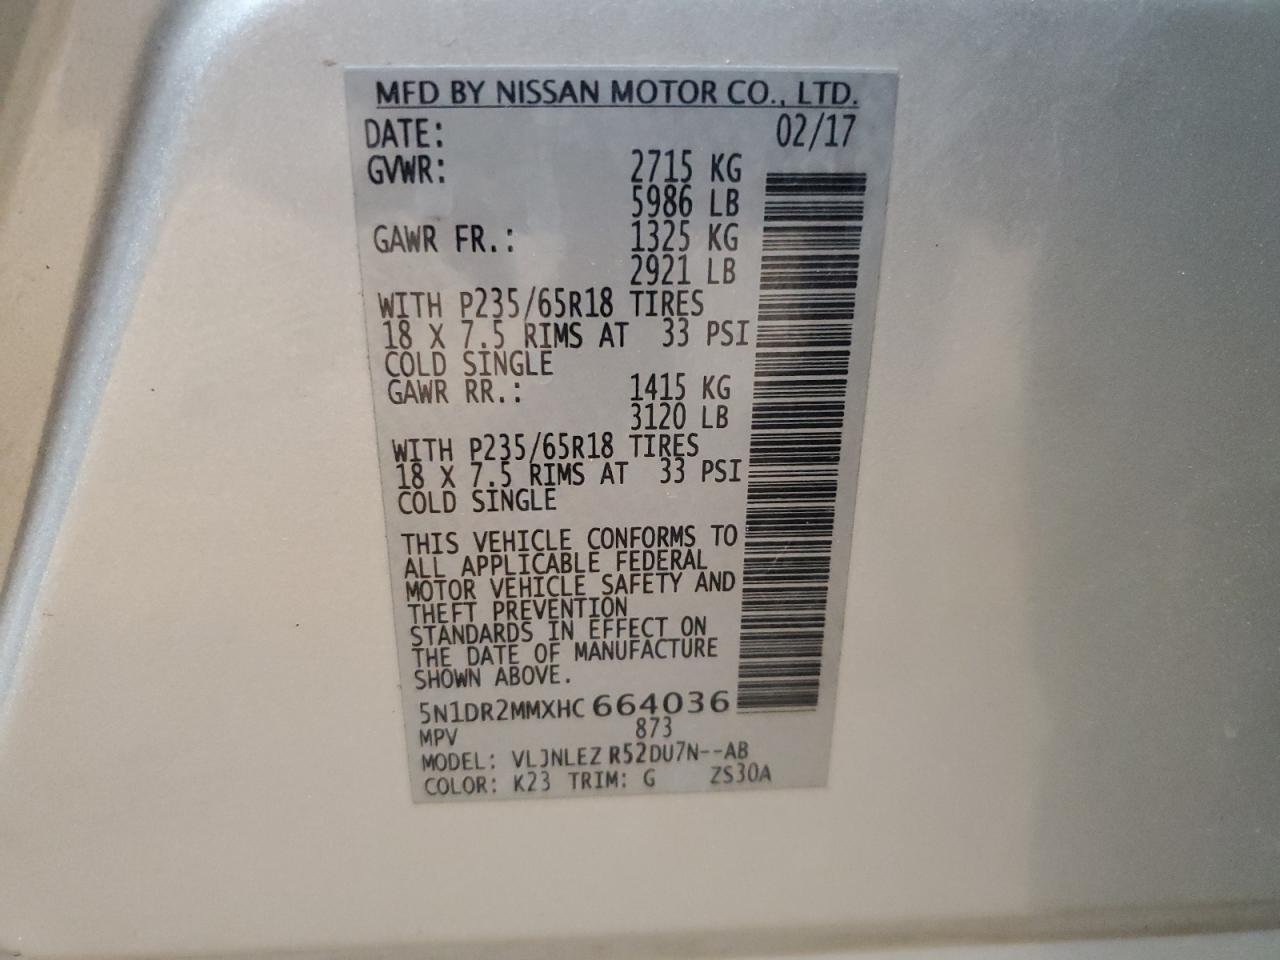 MFD BY NISSAN MOTOR CO., LTD.
DATE: 02/17
GVWR: 2715 KG
5986 LB
GAWR FR.: 1325 KG
2921 LB
WITH P235/65R18 TIRES
18 X 7.5 RIMS AT 33 PSI
COLD SINGLE
GAWR RR.: 1415 KG
3120 LB
WITH P235/65R18 TIRES
18 X 7.5 RIMS AT 33 PSI
COLD SINGLE
THIS VEHICLE CONFORMS TO
ALL APPLICABLE FEDERAL
MOTOR VEHICLE SAFETY AND
THEFT PREVENTION
STANDARDS IN EFFECT ON
THE DATE OF MANUFACTURE
SHOWN ABOVE.
5N1DR2MMXHC664036
MPV 873
MODEL: VLJNLEZ R52DU7N--AB
COLOR: K23 TRIM: G ZS30A